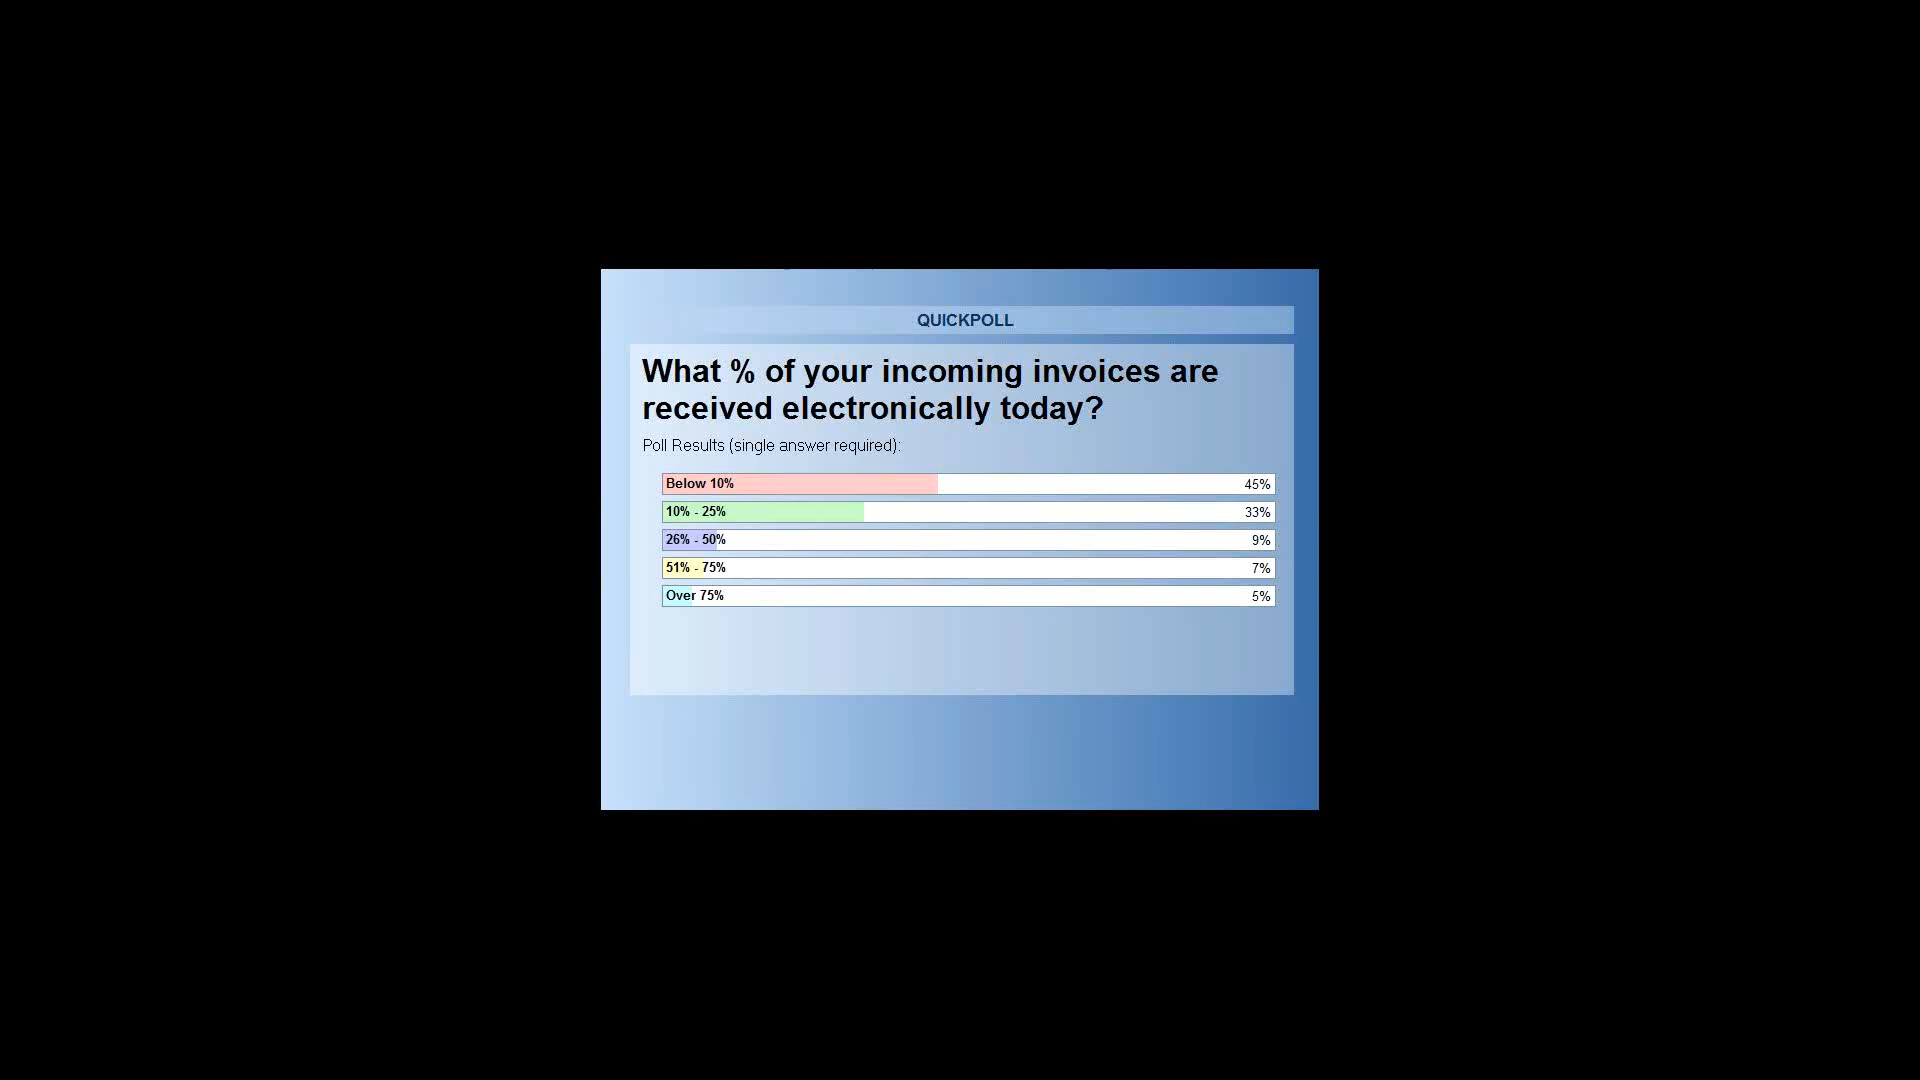 QUICKPOLL
What % of your incoming invoices are
received electronically today?
Poll Results (single answer required):
Below 10% 45%
10% - 25% 33%
26% - 50% 9%
51% - 75% 7%
Over 75% 5%